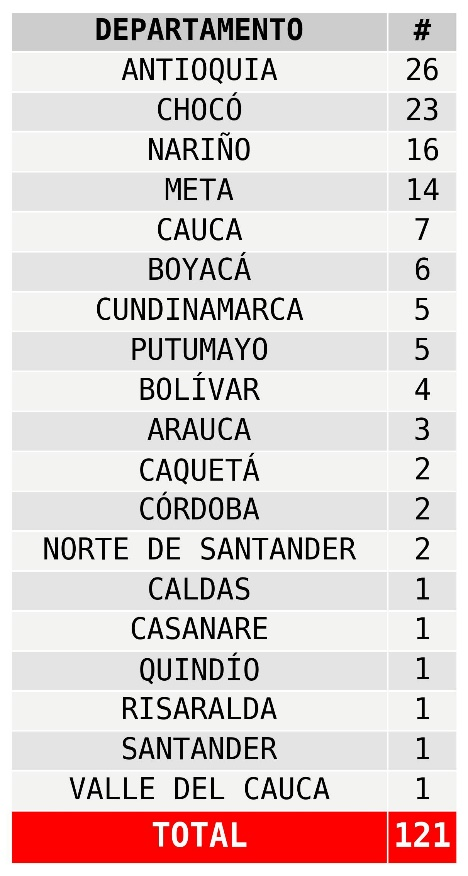 DEPARTAMENTO #
ANTIOQUIA 26
CHOCÓ 23
NARIÑO 16
META 14
CAUCA 7
BOYACÁ 6
CUNDINAMARCA 5
PUTUMAYO 5
BOLÍVAR 4
ARAUCA 3
CAQUETÁ 2
CÓRDOBA 2
NORTE DE SANTANDER 2
CALDAS 1
CASANARE 1
QUINDÍO 1
RISARALDA 1
SANTANDER 1
VALLE DEL CAUCA 1
TOTAL 121